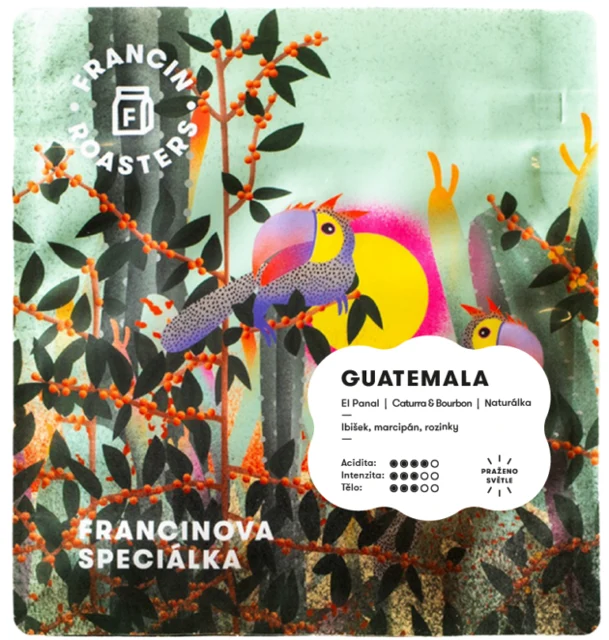 FRANCIN
F
ROASTERS
GUATEMALA
El Panal | Caturra & Bourbon | Naturálka
Ibišek, marcipán, rozinky
Acidita:
Intenzita:
Tělo:
PRAŽENO
SVĚTLE
FRANCINOVA
SPECIÁLKA